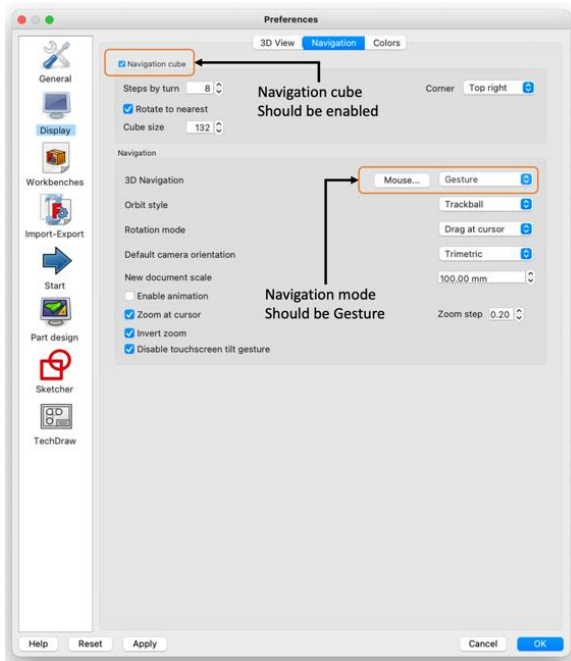 Preferences
3D View Navigation Colors
General
Display
Workbenches
Import-Export
Start
Part design
Sketcher
TechDraw
Navigation cube
Steps by turn 8
Corner Top right
Rotate to nearest
Cube size 132
Navigation cube
Should be enabled
Navigation
3D Navigation Mouse... Gesture
Orbit style Trackball
Rotation mode Drag at cursor
Default camera orientation Trimetric
New document scale 100.00 mm
Enable animation
Zoom at cursor Zoom step 0.20
Invert zoom
Disable touchscreen tilt gesture
Navigation mode
Should be Gesture
Help Reset Apply Cancel OK